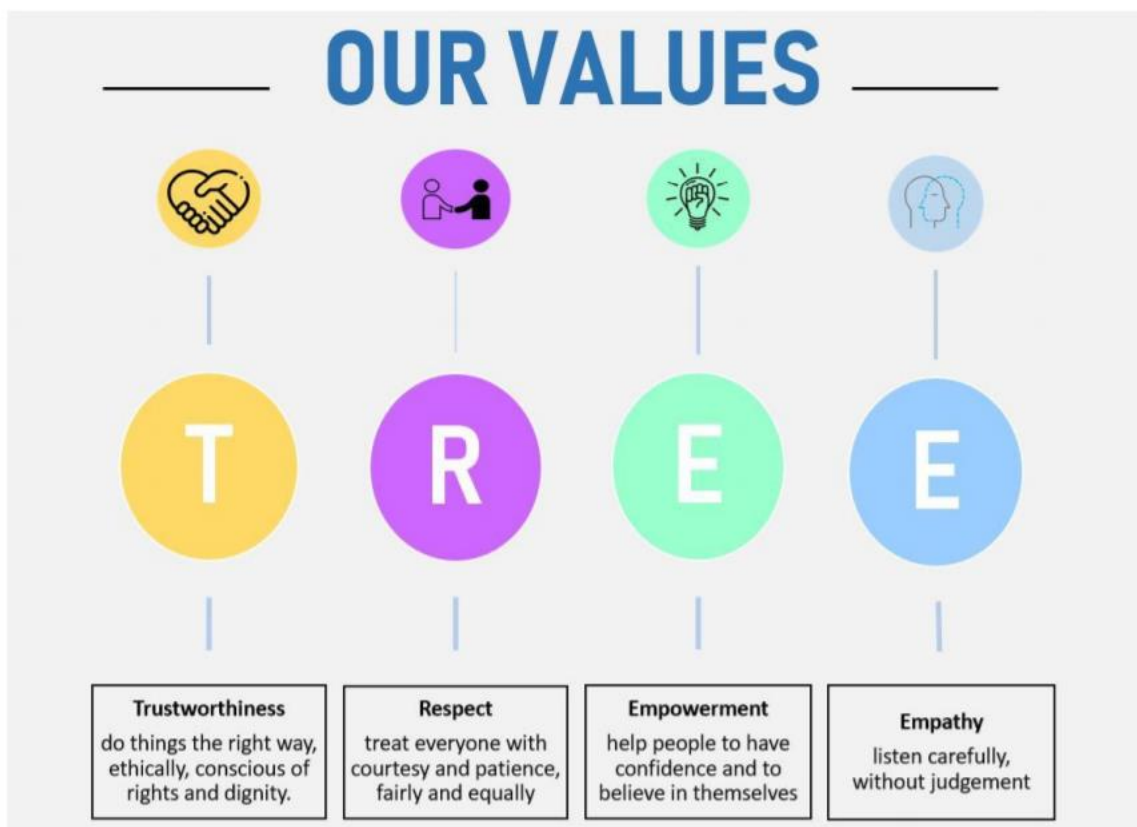 OUR VALUES
T
R
E
E
Trustworthiness
do things the right way,
ethically, conscious of
rights and dignity.
Respect
treat everyone with
courtesy and patience,
fairly and equally
Empowerment
help people to have
confidence and to
believe in themselves
Empathy
listen carefully,
without judgement